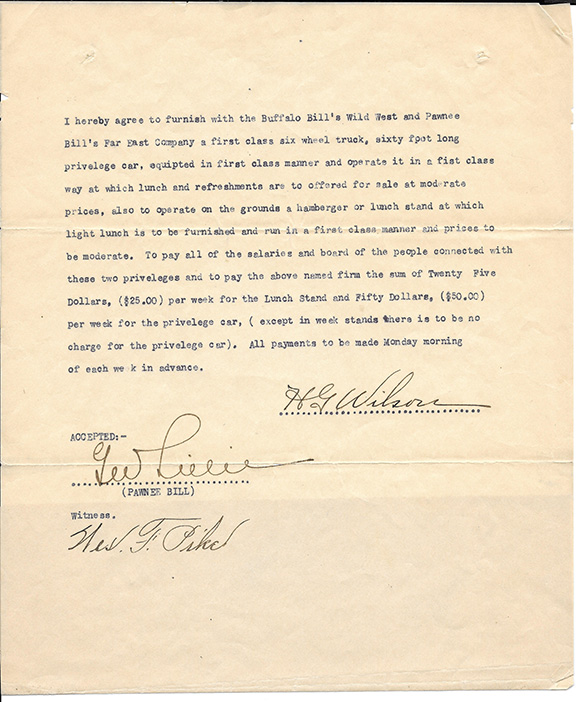 I hereby agree to furnish with the Buffalo Bill's Wild West and Pawnee
Bill's Far East Company a first class six wheel truck, sixty foot long
privelege car, equipted in first class manner and operate it in a fist class
way at which lunch and refreshments are to offered for sale at moderate
prices, also to operate on the grounds a hamberger or lunch stand at which
light lunch is to be furnished and run in a first class manner and prices to
be moderate. To pay all of the salaries and board of the people connected with
these two priveleges and to pay the above named firm the sum of Twenty Five
Dollars, ($25.00) per week for the Lunch Stand and Fifty Dollars, ($50.00)
per week for the privelege car, ( except in week stands there is to be no
charge for the privelege car). All payments to be made Monday morning
of each we k in advance.
H G Wilson
ACCEPTED:-
GW Lillie
(PAWNEE BILL)
Witness.
F. Pike